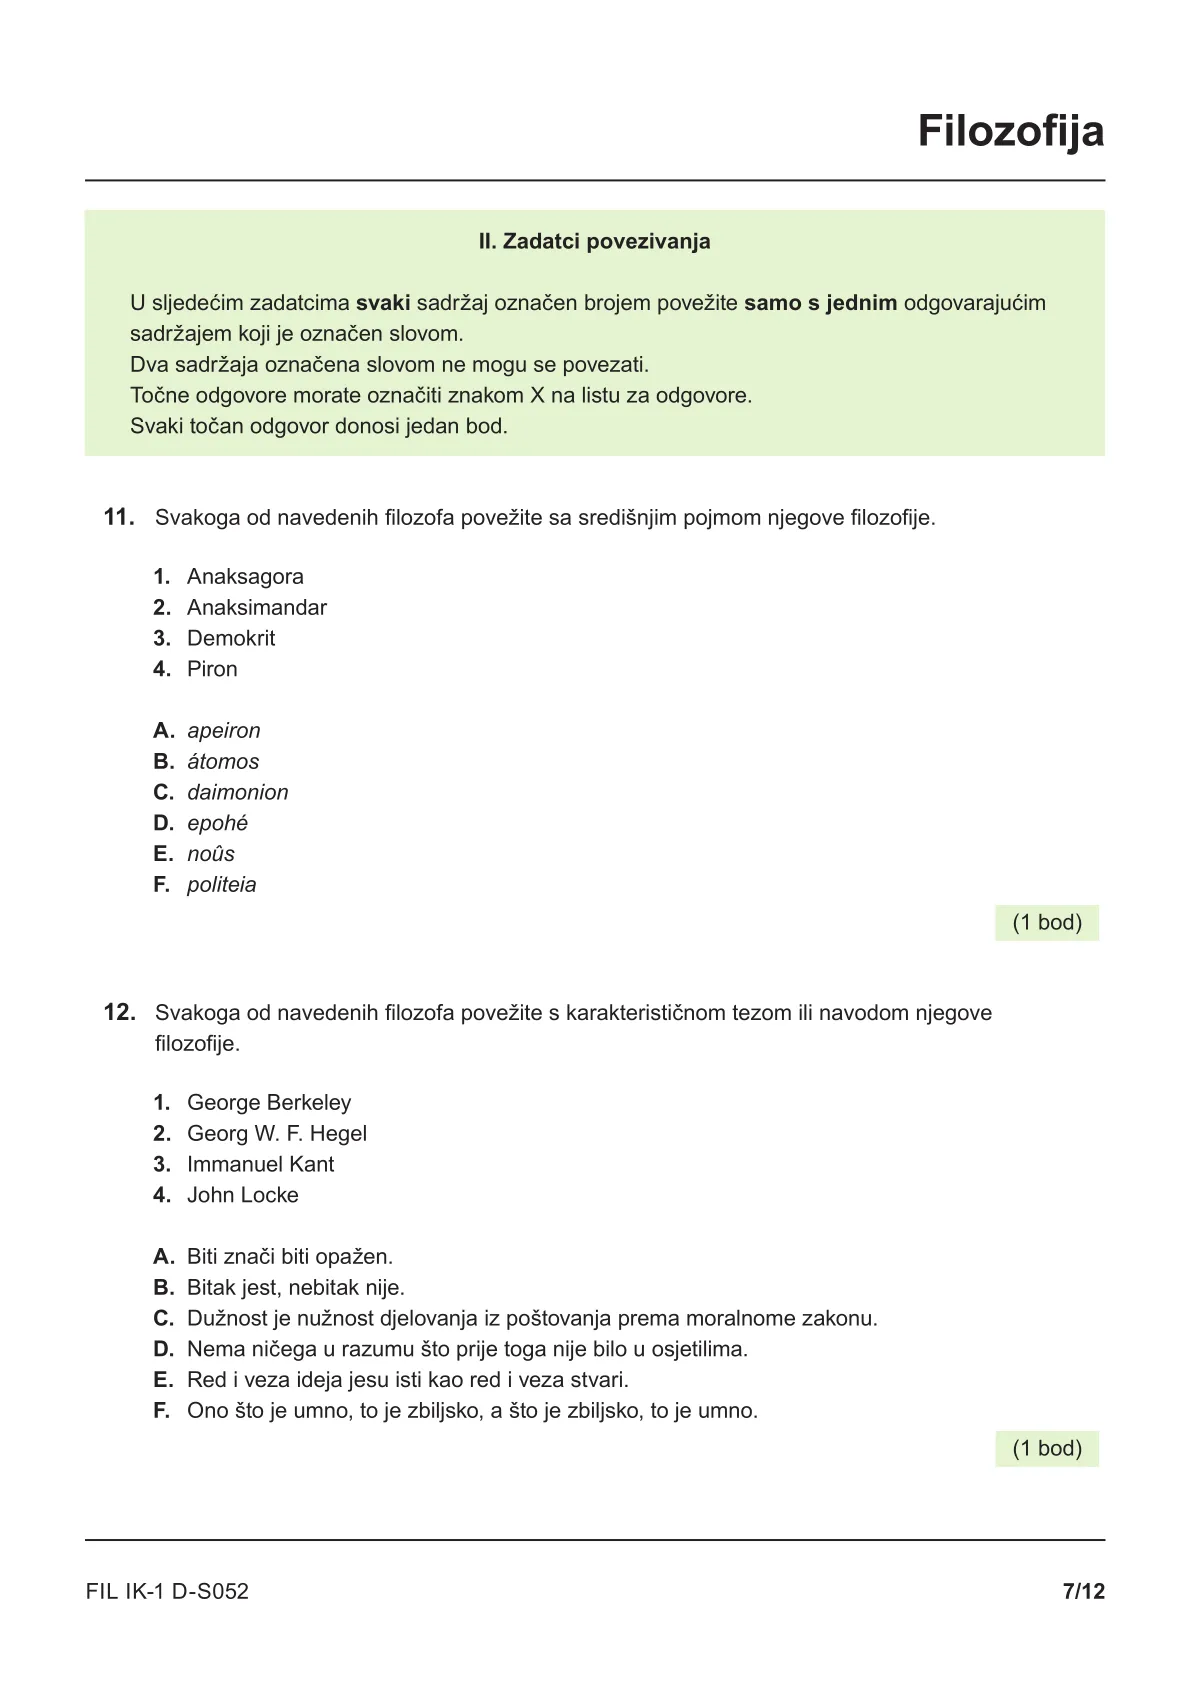 Filozofija
II. Zadatci povezivanja
U sljedećim zadatcima svaki sadržaj označen brojem povežite samo s jednim odgovarajućim
sadržajem koji je označen slovom.
Dva sadržaja označena slovom ne mogu se povezati.
Točne odgovore morate označiti znakom X na listu za odgovore.
Svaki točan odgovor donosi jedan bod.
11. Svakoga od navedenih filozofa povežite sa središnjim pojmom njegove filozofije.
1. Anaksagora
2. Anaksimandar
3. Demokrit
4. Piron
A. apeiron
B. átomos
C. daimonion
D. epohé
E. noûs
F. politeia
(1 bod)
12. Svakoga od navedenih filozofa povežite s karakterističnom tezom ili navodom njegove
filozofije.
1. George Berkeley
2. Georg W. F. Hegel
3. Immanuel Kant
4. John Locke
A. Biti znači biti opažen.
B. Bitak jest, nebitak nije.
C. Dužnost je nužnost djelovanja iz poštovanja prema moralnome zakonu.
D. Nema ničega u razumu što prije toga nije bilo u osjetilima.
E. Red i veza ideja jesu isti kao red i veza stvari.
F. Ono što je umno, to je zbiljsko, a što je zbiljsko, to je umno.
(1 bod)
FIL IK-1 D-S052
7/12